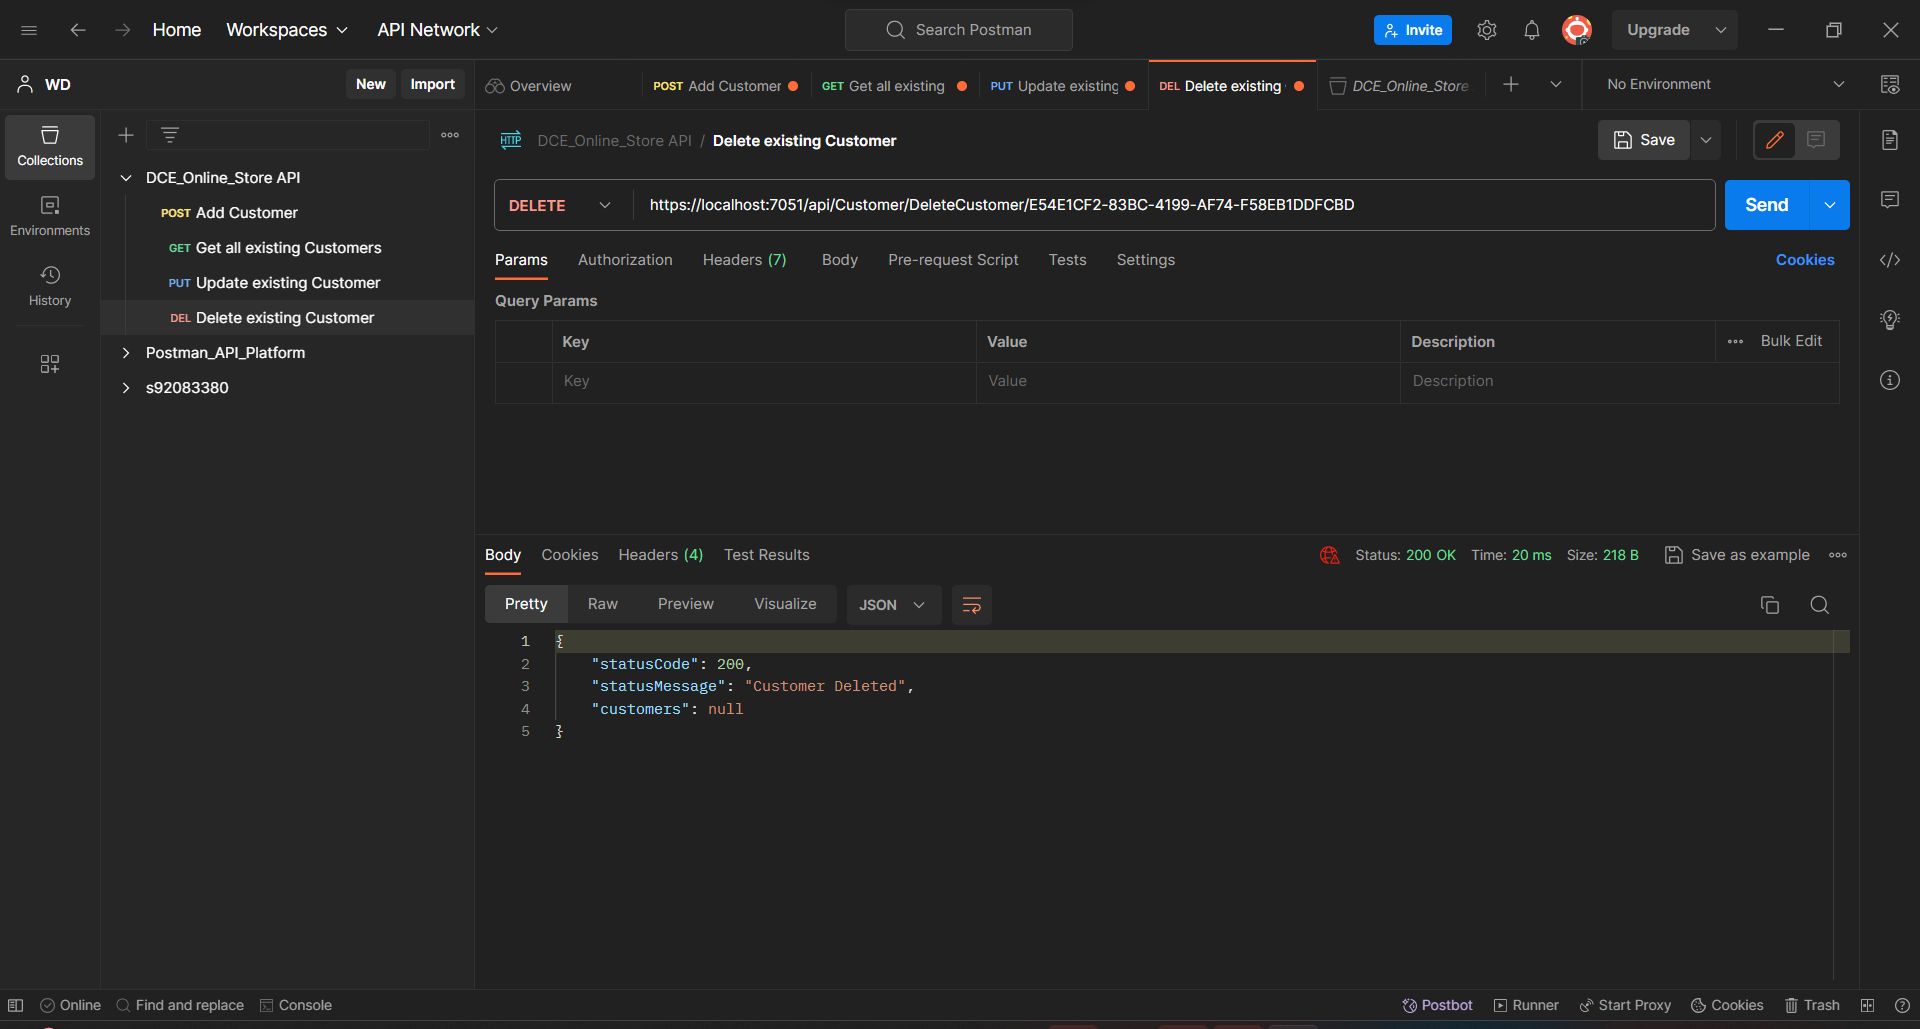 Home Workspaces API Network Search Postman Invite Upgrade
WD New Import Overview POST Add Customer GET Get all existing PUT Update existing DEL Delete existing DCE_Online_Store No Environment
Collections
Environments
History
DCE_Online_Store API
POST Add Customer
GET Get all existing Customers
PUT Update existing Customer
DEL Delete existing Customer
Postman_API_Platform
s92083380
HTTP DCE_Online_Store API / Delete existing Customer Save
DELETE https://localhost:7051/api/Customer/DeleteCustomer/E54E1CF2-83BC-4199-AF74-F58EB1DDFCBD Send
Params Authorization Headers (7) Body Pre-request Script Tests Settings Cookies
Query Params
Key Value Description Bulk Edit
Key Value Description
Body Cookies Headers (4) Test Results Status: 200 OK Time: 20 ms Size: 218 B Save as example
Pretty Raw Preview Visualize JSON
1 {
2 "statusCode": 200,
3 "statusMessage": "Customer Deleted",
4 "customers": null
5 }
Online Find and replace Console Postbot Runner Start Proxy Cookies Trash